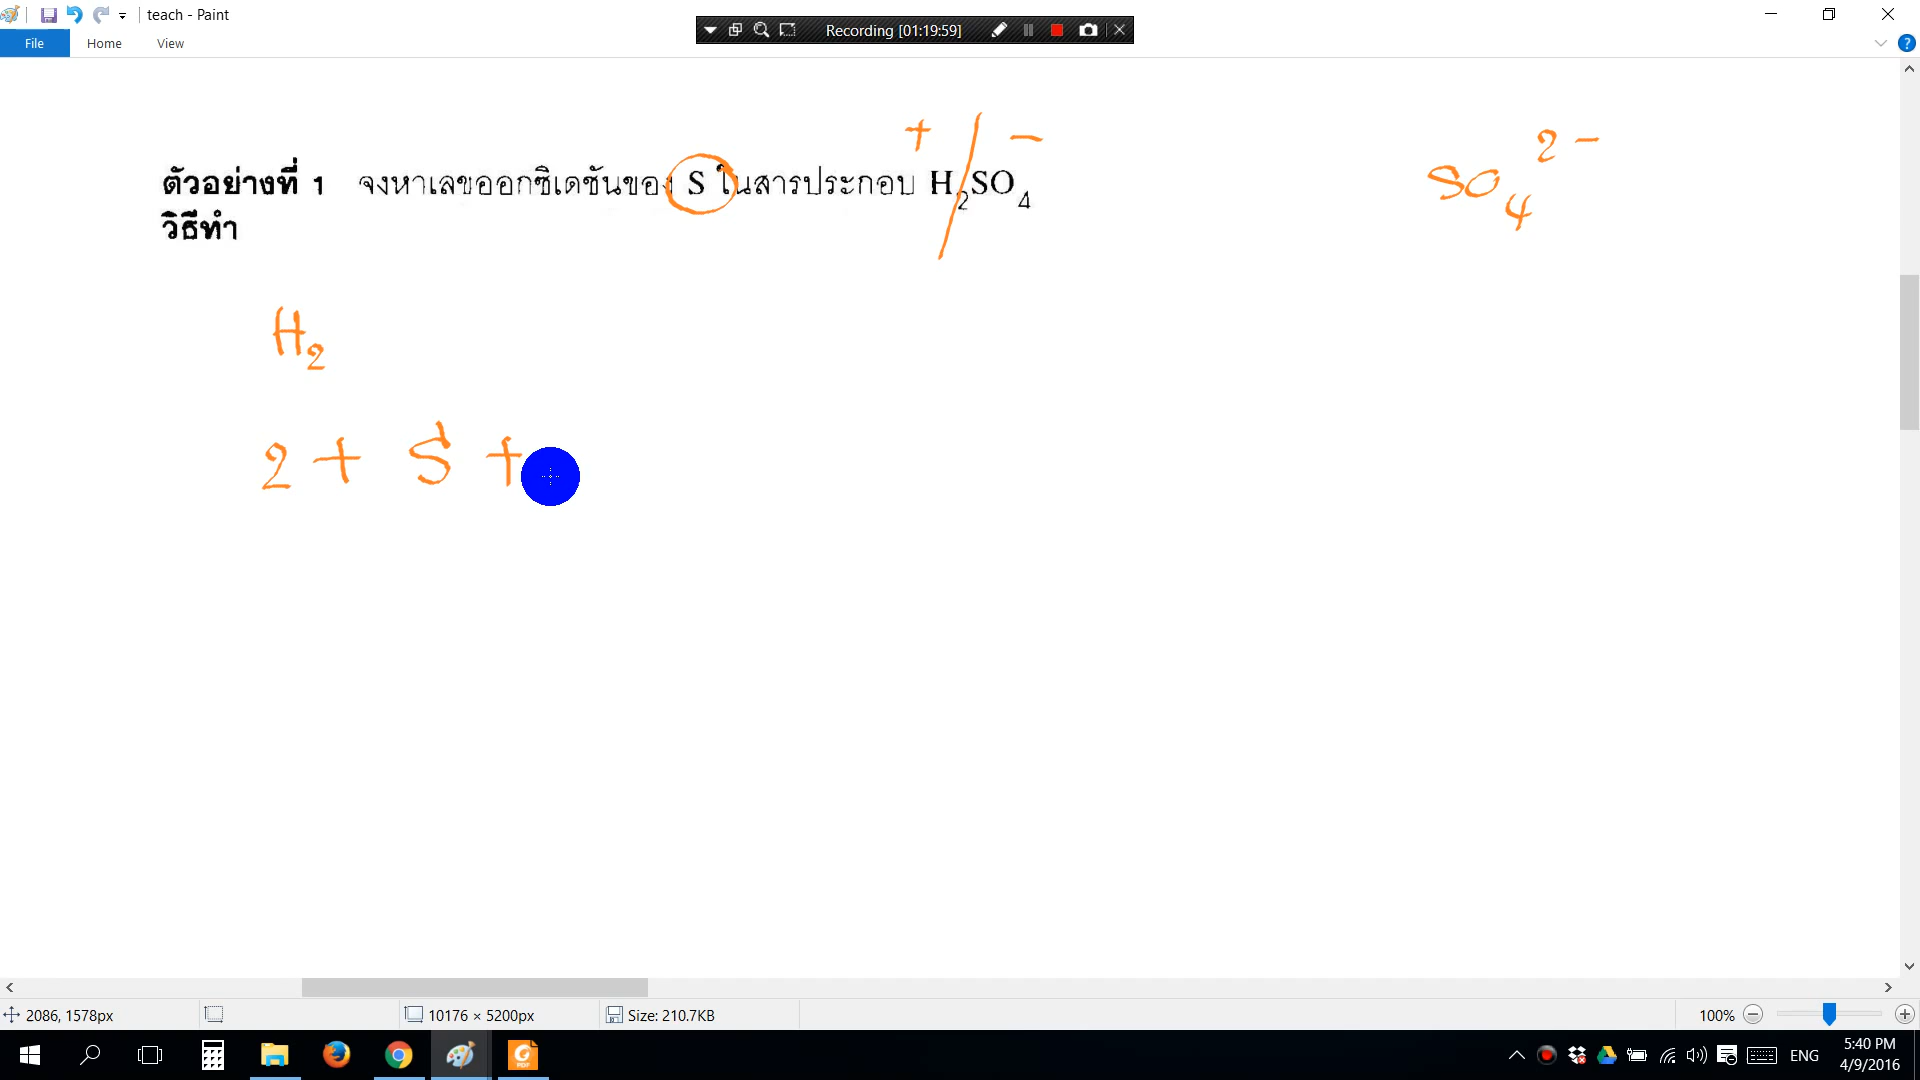 teach - Paint
Recording [01:19:59]
File Home View
+ / −
ตัวอย่างที่ 1 จงหาเลขออกซิเดชันของ S ในสารประกอบ H2SO4
SO4 2−
วิธีทำ
H2
2 + S +
2086, 1578px
10176 × 5200px
Size: 210.7KB
100%
ENG
5:40 PM
4/9/2016